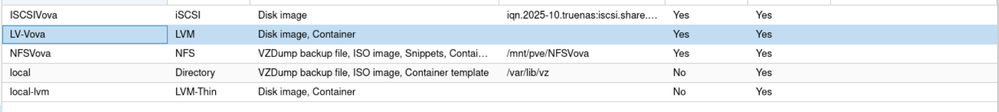 ISCSIVova iSCSI Disk image iqn.2025-10.truenas:iscsi.share.... Yes Yes
LV-Vova LVM Disk image, Container Yes Yes
NFSVova NFS VZDump backup file, ISO image, Snippets, Contai... /mnt/pve/NFSVova Yes Yes
local Directory VZDump backup file, ISO image, Container template /var/lib/vz No Yes
local-lvm LVM-Thin Disk image, Container No Yes